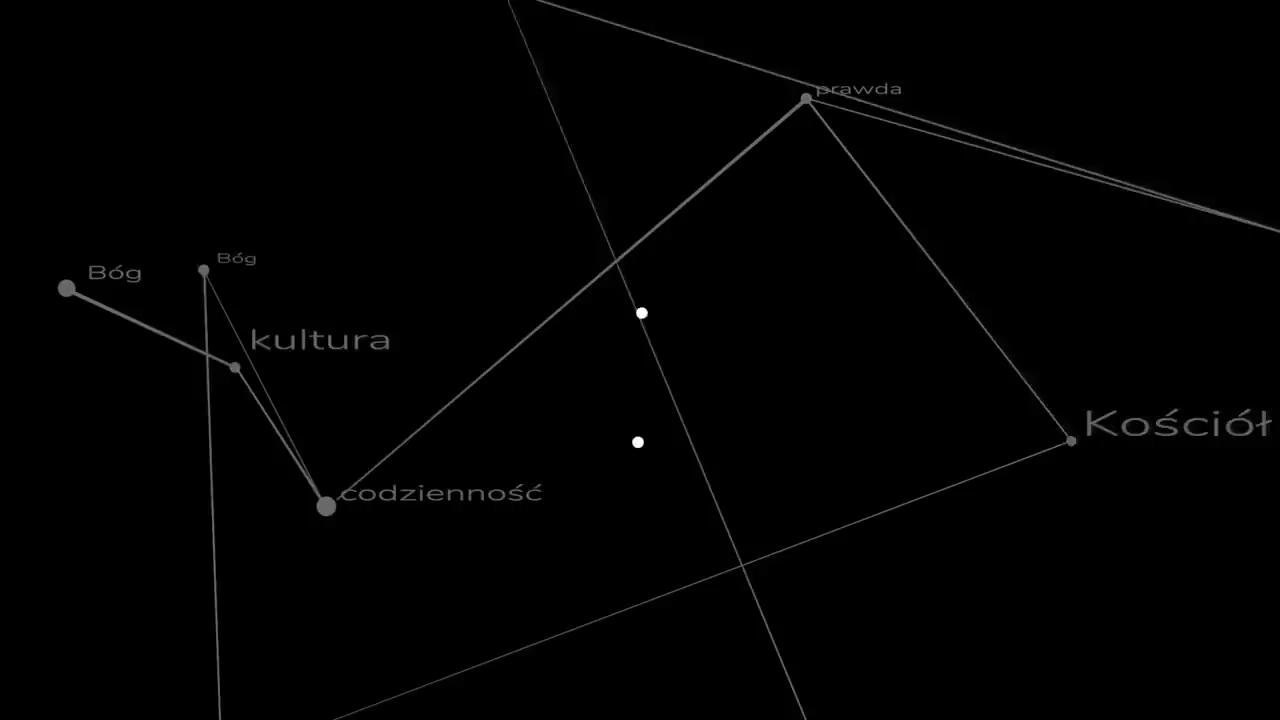 prawda
Bóg
Bóg
kultura
Kościół
codzienność